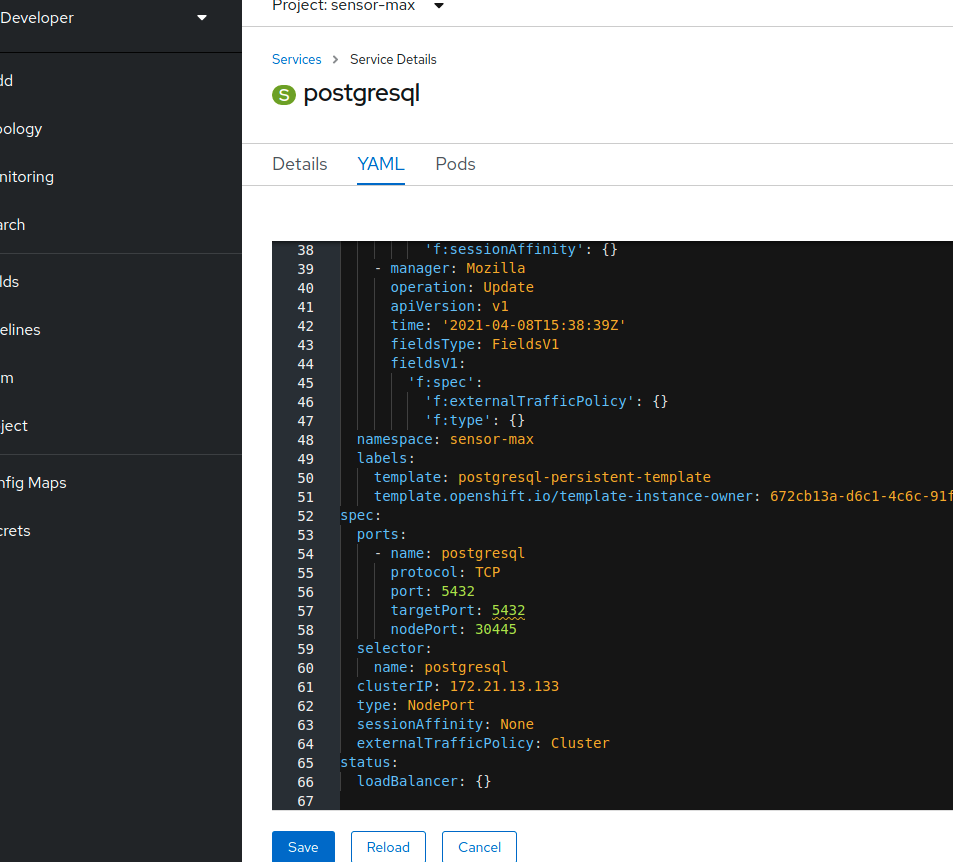 Developer
Project: sensor-max
dd
oology
nitoring
arch
lds
elines
m
ject
nfig Maps
crets
Services > Service Details
S postgresql
Details YAML Pods
38 'f:sessionAffinity': {}
39 - manager: Mozilla
40 operation: Update
41 apiVersion: v1
42 time: '2021-04-08T15:38:39Z'
43 fieldsType: FieldsV1
44 fieldsV1:
45 'f:spec':
46 'f:externalTrafficPolicy': {}
47 'f:type': {}
48 namespace: sensor-max
49 labels:
50 template: postgresql-persistent-template
51 template.openshift.io/template-instance-owner: 672cb13a-d6c1-4c6c-91f
52 spec:
53 ports:
54 - name: postgresql
55 protocol: TCP
56 port: 5432
57 targetPort: 5432
58 nodePort: 30445
59 selector:
60 name: postgresql
61 clusterIP: 172.21.13.133
62 type: NodePort
63 sessionAffinity: None
64 externalTrafficPolicy: Cluster
65 status:
66 loadBalancer: {}
67
Save Reload Cancel